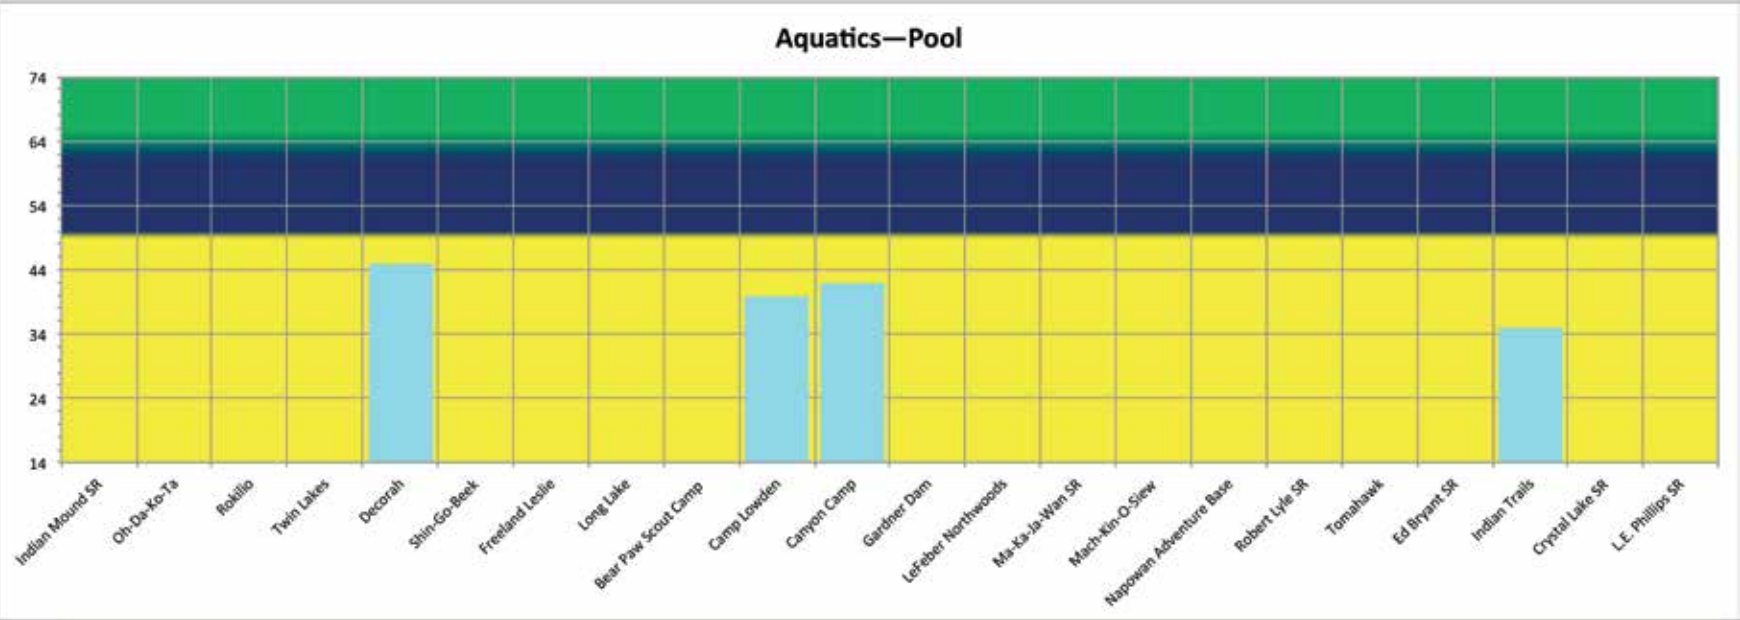 Aquatics—Pool
74
64
54
44
34
24
14
Indian Mound SR
Oh-Da-Ko-Ta
Rokilio
Twin Lakes
Decorah
Shin-Go-Beek
Freeland Leslie
Long Lake
Bear Paw Scout Camp
Camp Lowden
Canyon Camp
Gardner Dam
LeFeber Northwoods
Ma-Ka-Ja-Wan SR
Mach-Kin-O-Siew
Napowan Adventure Base
Robert Lyle SR
Tomahawk
Ed Bryant SR
Indian Trails
Crystal Lake SR
L.E. Phillips SR